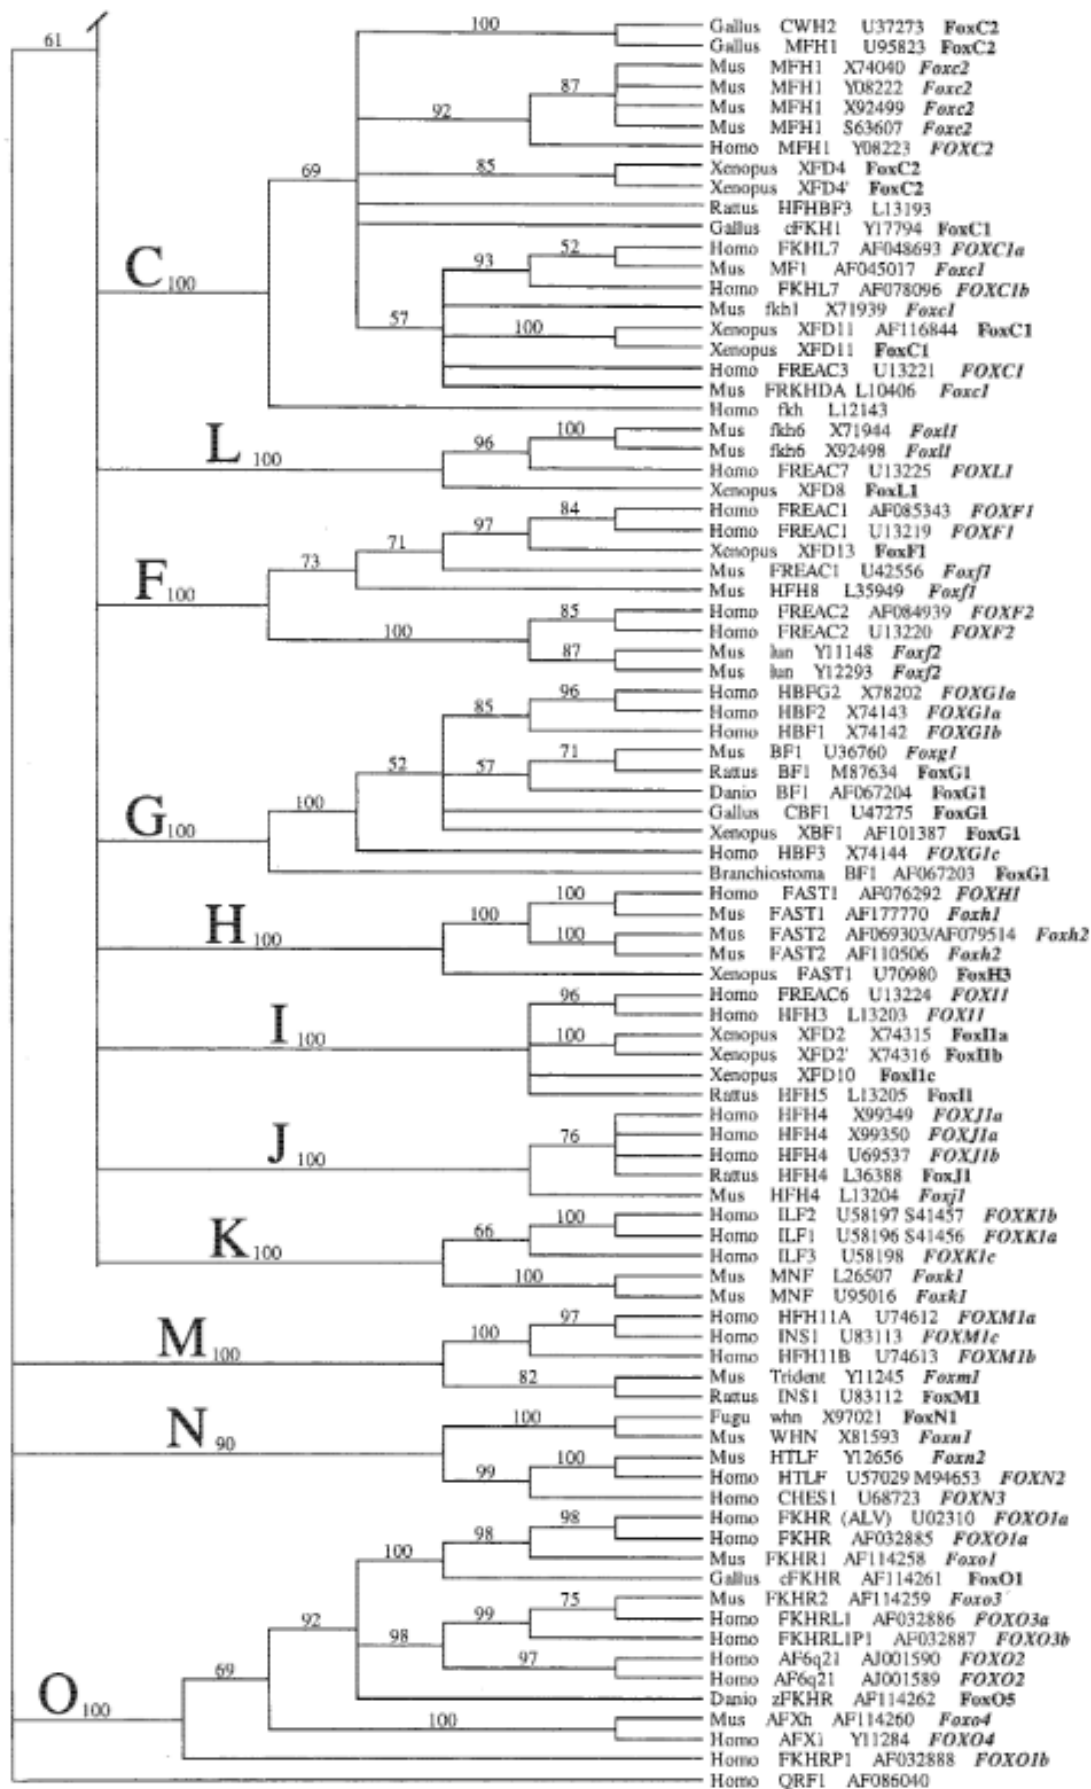 61
100
Gallus CWH2 U37273 FoxC2
Gallus MFH1 U95823 FoxC2
Mus MFH1 X74040 Foxc2
87
Mus MFH1 Y08222 Foxc2
92
Mus MFH1 X92499 Foxc2
Mus MFH1 S63607 Foxc2
Homo MFH1 Y08223 FOXC2
69
85
Xenopus XFD4 FoxC2
Xenopus XFD4' FoxC2
Rattus HFHBF3 L13193
Gallus cFKH1 Y17794 FoxC1
52
Homo FKHL7 AF048693 FOXC1a
93
Mus MF1 AF045017 Foxc1
C 100
Homo FKHL7 AF078096 FOXC1b
Mus fkh1 X71939 Foxc1
57
100
Xenopus XFD11 AF116844 FoxC1
Xenopus XFD11 FoxC1
Homo FREAC3 U13221 FOXC1
Mus FRKHDA L10406 Foxc1
Homo fkh L12143
100
Mus fkh6 X71944 Foxl1
L 100
96
Mus fkh6 X92498 Foxl1
Homo FREAC7 U13225 FOXL1
Xenopus XFD8 FoxL1
84
Homo FREAC1 AF085343 FOXF1
97
Homo FREAC1 U13219 FOXF1
71
Xenopus XFD13 FoxF1
73
Mus FREAC1 U42556 Foxf1
F 100
Mus HFH8 L35949 Foxf1
85
Homo FREAC2 AF084939 FOXF2
100
Homo FREAC2 U13220 FOXF2
87
Mus lun Y11148 Foxf2
Mus lun Y12293 Foxf2
96
Homo HBFG2 X78202 FOXG1a
85
Homo HBF2 X74143 FOXG1a
Homo HBF1 X74142 FOXG1b
71
Mus BF1 U36760 Foxg1
52
57
Rattus BF1 M87634 FoxG1
Danio BF1 AF067204 FoxG1
100
Gallus CBF1 U47275 FoxG1
G 100
Xenopus XBF1 AF101387 FoxG1
Homo HBF3 X74144 FOXG1c
Branchiostoma BF1 AF067203 FoxG1
100
Homo FAST1 AF076292 FOXH1
100
Mus FAST1 AF177770 Foxh1
H 100
100
Mus FAST2 AF069303/AF079514 Foxh2
Mus FAST2 AF110506 Foxh2
Xenopus FAST1 U70980 FoxH3
96
Homo FREAC6 U13224 FOXI1
Homo HFH3 L13203 FOXI1
I 100
100
Xenopus XFD2 X74315 FoxI1a
Xenopus XFD2' X74316 FoxI1b
Xenopus XFD10 FoxI1c
Rattus HFH5 L13205 FoxI1
Homo HFH4 X99349 FOXJ1a
76
Homo HFH4 X99350 FOXJ1a
J 100
Homo HFH4 U69537 FOXJ1b
Rattus HFH4 L36388 FoxJ1
Mus HFH4 L13204 Foxj1
100
Homo ILF2 U58197 S41457 FOXK1b
66
Homo ILF1 U58196 S41456 FOXK1a
K 100
Homo ILF3 U58198 FOXK1c
100
Mus MNF L26507 Foxk1
Mus MNF U95016 Foxk1
97
Homo HFH11A U74612 FOXM1a
100
Homo INS1 U83113 FOXM1c
M 100
Homo HFH11B U74613 FOXM1b
82
Mus Trident Y11245 Foxm1
Rattus INS1 U83112 FoxM1
100
Fugu whn X97021 FoxN1
N 90
Mus WHN X81593 Foxn1
100
Mus HTLF Y12656 Foxn2
99
Homo HTLF U57029 M94653 FOXN2
Homo CHES1 U68723 FOXN3
98
Homo FKHR (ALV) U02310 FOXO1a
98
Homo FKHR AF032885 FOXO1a
100
Mus FKHR1 AF114258 Foxo1
Gallus cFKHR AF114261 FoxO1
75
Mus FKHR2 AF114259 Foxo3
92
99
Homo FKHRL1 AF032886 FOXO3a
98
Homo FKHRL1P1 AF032887 FOXO3b
97
Homo AF6q21 AJ001590 FOXO2
69
Homo AF6q21 AJ001589 FOXO2
O 100
Danio zFKHR AF114262 FoxO5
100
Mus AFXh AF114260 Foxo4
Homo AFX1 Y11284 FOXO4
Homo FKHRP1 AF032888 FOXO1b
Homo QRF1 AF086040